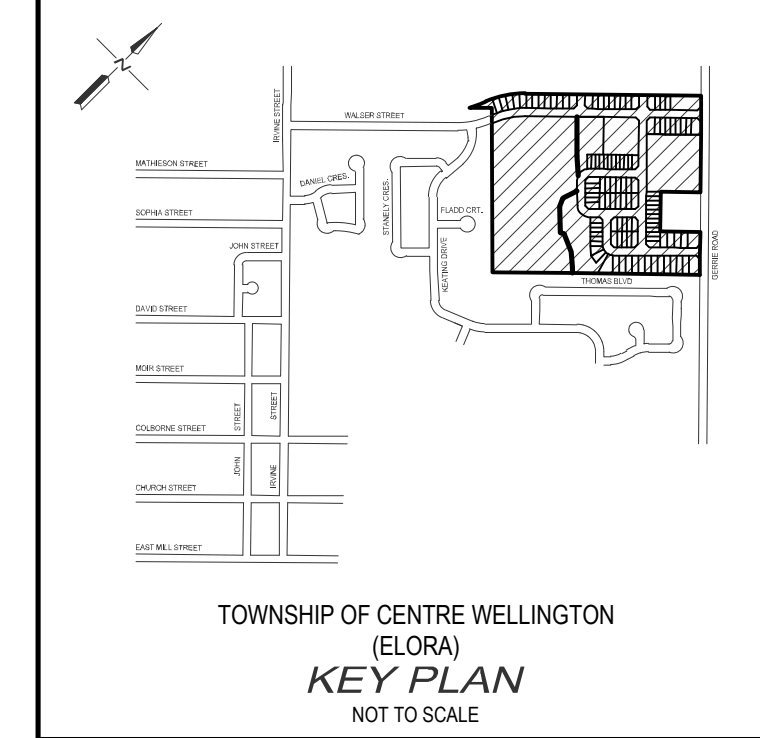 N
IRVINE STREET
WALSER STREET
MATHIESON STREET
DANIEL CRES.
STANELY CRES.
SOPHIA STREET
FLADD CRT.
JOHN STREET
KEATING DRIVE
GERRIE ROAD
THOMAS BLVD
DAVID STREET
MOIR STREET
STREET
STREET
COLBORNE STREET
JOHN
IRVINE
CHURCH STREET
EAST MILL STREET
TOWNSHIP OF CENTRE WELLINGTON
(ELORA)
KEY PLAN
NOT TO SCALE